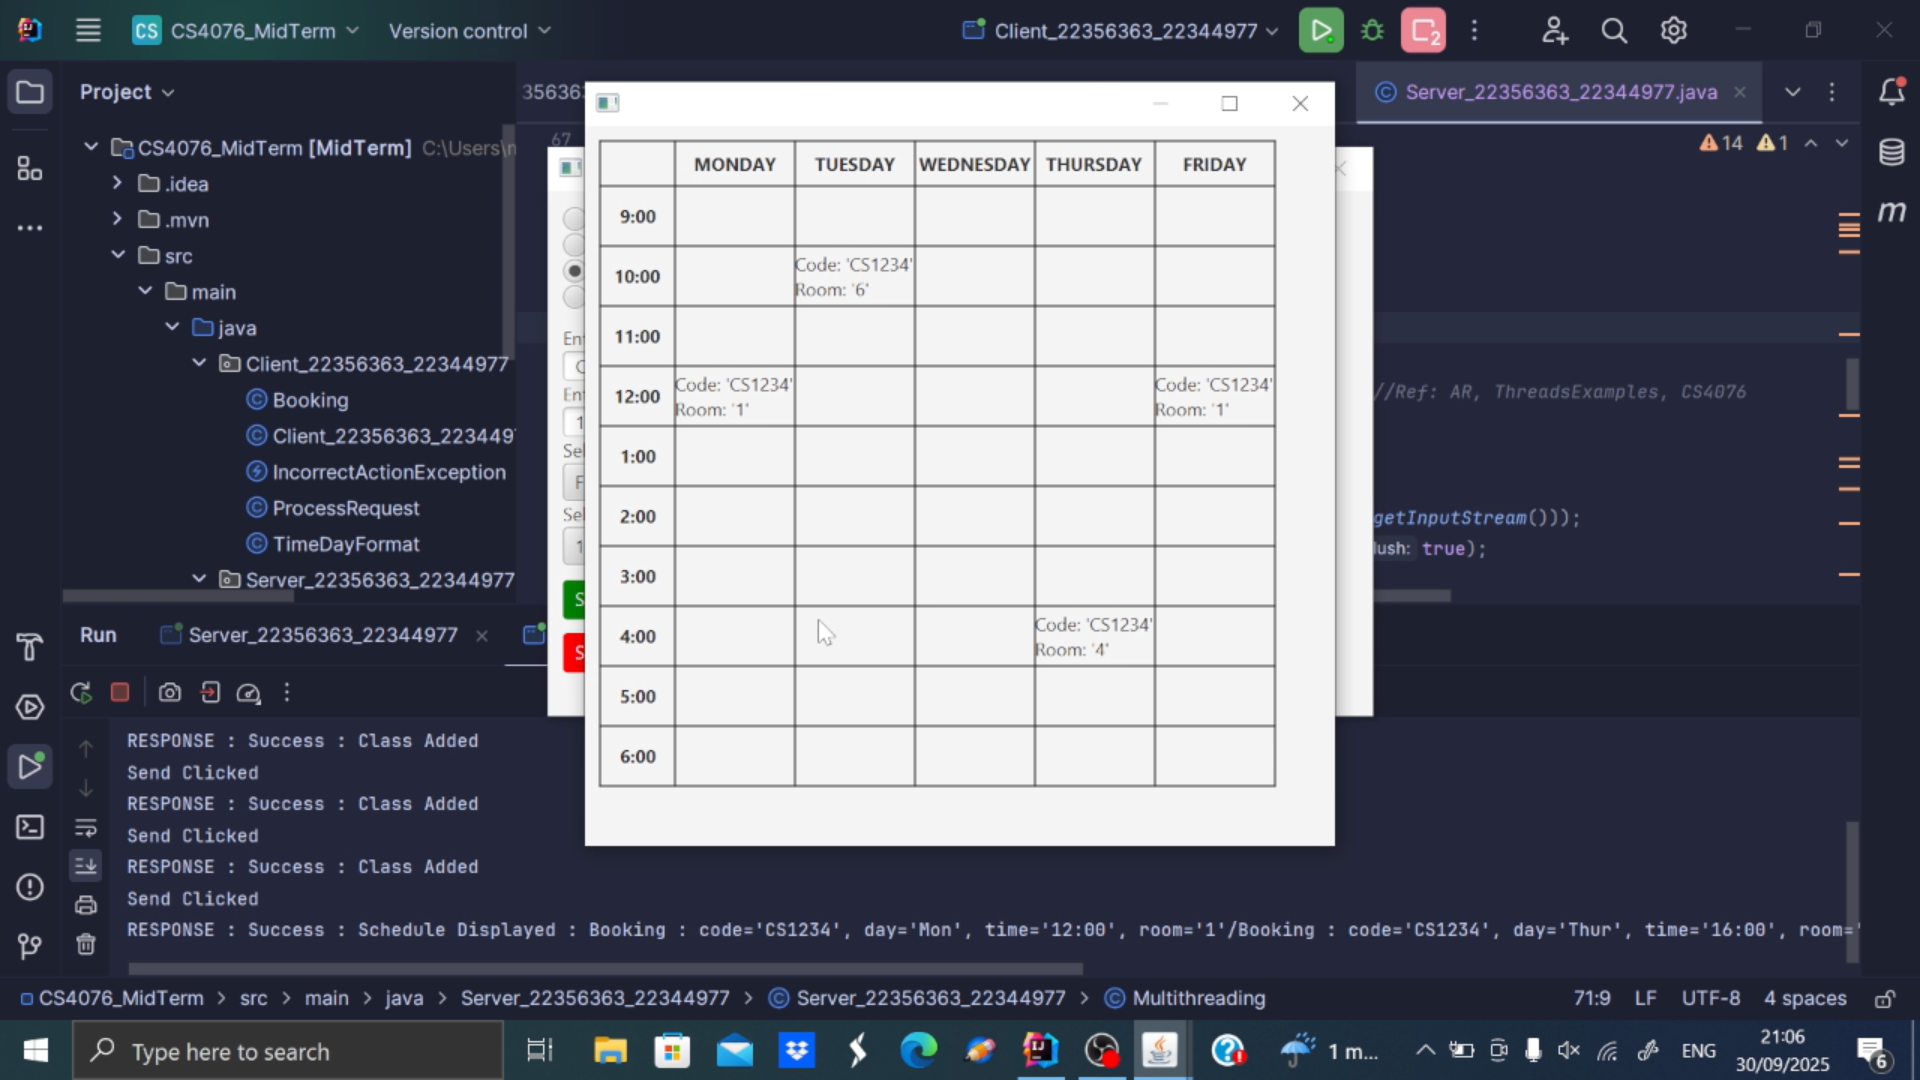 CS CS4076_MidTerm Version control Client_22356363_22344977 2
Project
CS4076_MidTerm [MidTerm] C:\Users\
.idea
.mvn
src
main
java
Client_22356363_22344977
Booking
Client_22356363_223449
IncorrectActionException
ProcessRequest
TimeDayFormat
Server_22356363_22344977
Server_22356363_22344977.java
67
14 1
//Ref: AR, ThreadsExamples, CS4076
getInputStream()));
lush: true);
m
MONDAY TUESDAY WEDNESDAY THURSDAY FRIDAY
9:00
10:00 Code: 'CS1234'
Room: '6'
11:00
12:00 Code: 'CS1234' Code: 'CS1234'
Room: '1' Room: '1'
1:00
2:00
3:00
4:00 Code: 'CS1234'
Room: '4'
5:00
6:00
Run Server_22356363_22344977
RESPONSE : Success : Class Added
Send Clicked
RESPONSE : Success : Class Added
Send Clicked
RESPONSE : Success : Class Added
Send Clicked
RESPONSE : Success : Schedule Displayed : Booking : code='CS1234', day='Mon', time='12:00', room='1'/Booking : code='CS1234', day='Thur', time='16:00', room='
CS4076_MidTerm > src > main > java > Server_22356363_22344977 > Server_22356363_22344977 > Multithreading 71:9 LF UTF-8 4 spaces
Type here to search 1 m... ENG 21:06
30/09/2025 6